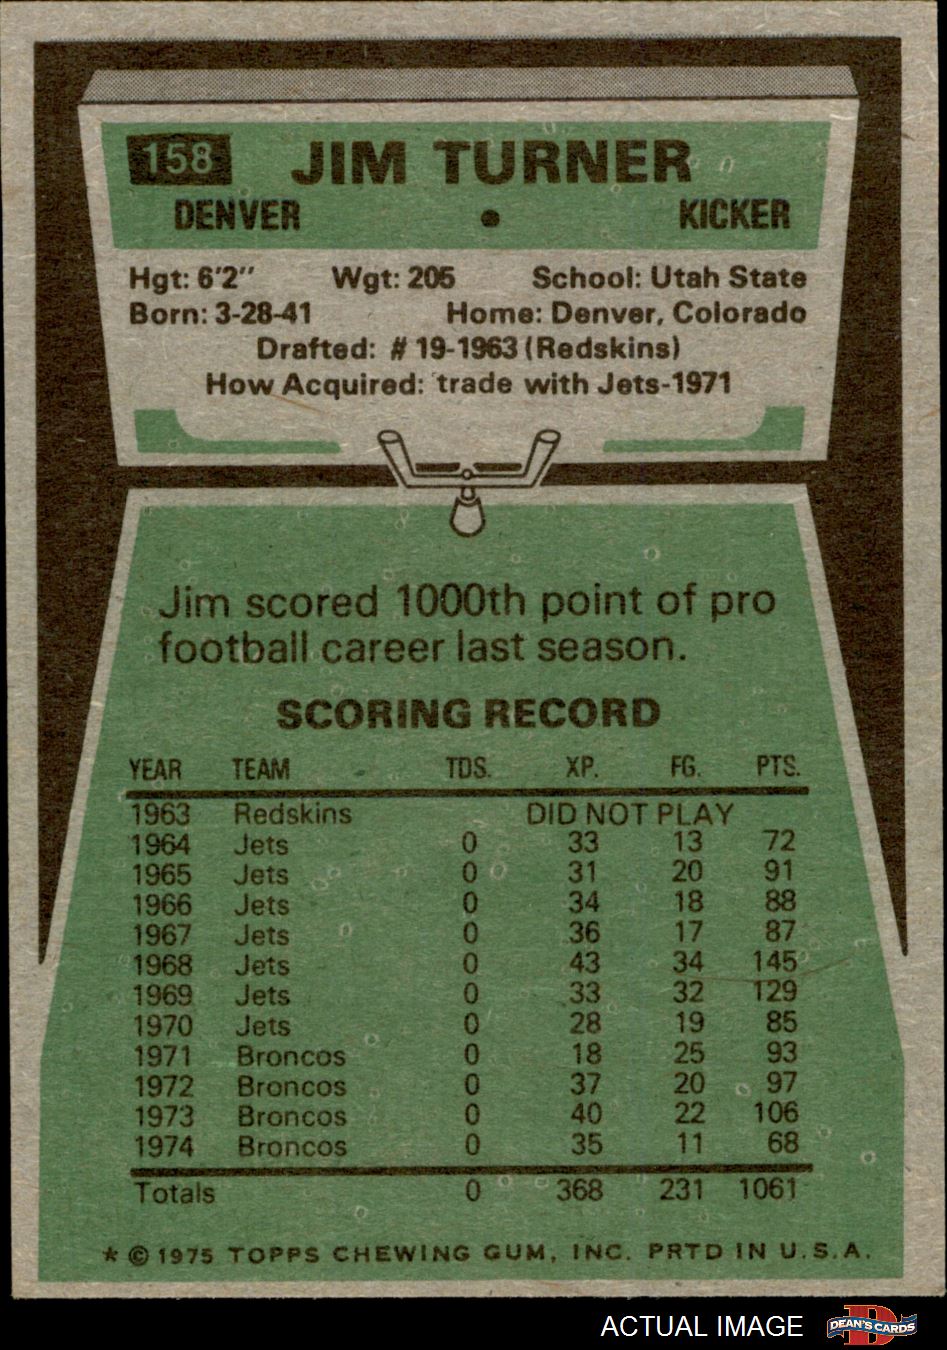 158 JIM TURNER
DENVER • KICKER
Hgt: 6'2" Wgt: 205 School: Utah State
Born: 3-28-41 Home: Denver, Colorado
Drafted: #19-1963 (Redskins)
How Acquired: trade with Jets-1971
Jim scored 1000th point of pro
football career last season.
SCORING RECORD
YEAR TEAM TDS. XP. FG. PTS.
1963 Redskins DID NOT PLAY
1964 Jets 0 33 13 72
1965 Jets 0 31 20 91
1966 Jets 0 34 18 88
1967 Jets 0 36 17 87
1968 Jets 0 43 34 145
1969 Jets 0 33 32 129
1970 Jets 0 28 19 85
1971 Broncos 0 18 25 93
1972 Broncos 0 37 20 97
1973 Broncos 0 40 22 106
1974 Broncos 0 35 11 68
Totals 0 368 231 1061
* © 1975 TOPPS CHEWING GUM, INC. PRTD IN U.S.A.
ACTUAL IMAGE DEAN'S CARDS